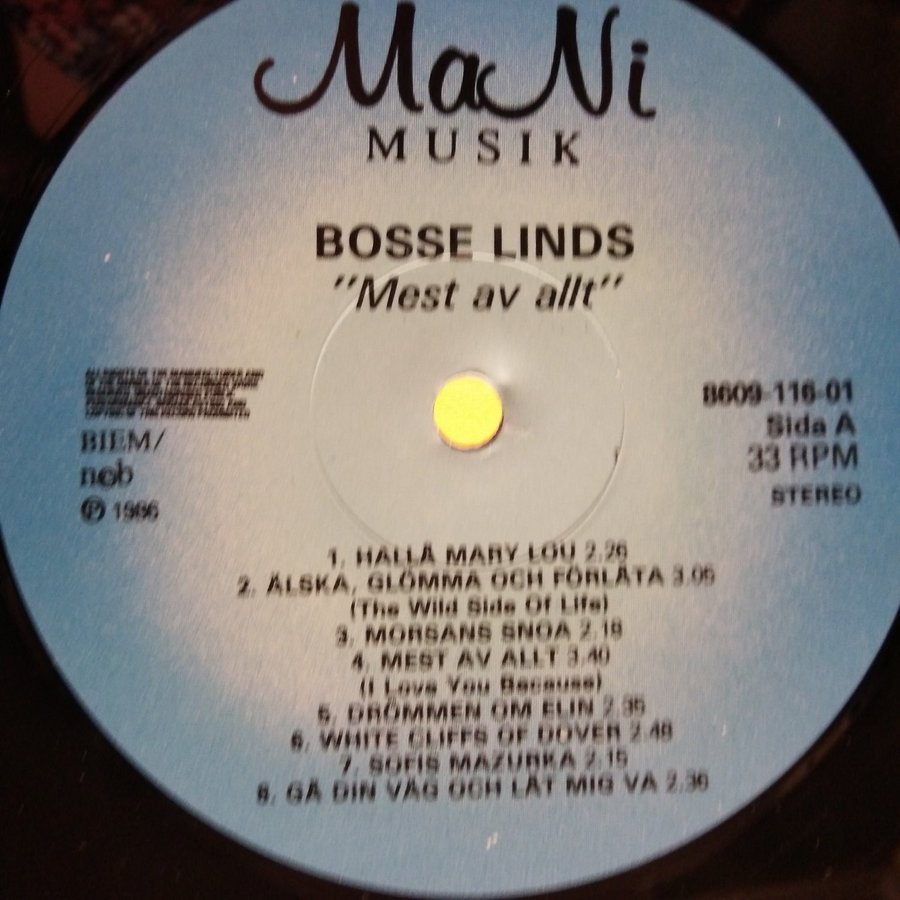 MaNi
MUSIK
BOSSE LINDS
"Mest av allt"
BIEM/
ncb
℗ 1986
8609-116-01
Sida A
33 RPM
STEREO
1. HALLÅ MARY LOU 2.26
2. ÄLSKA, GLÖMMA OCH FÖRLÅTA 3.05
(The Wild Side Of Life)
3. MORSANS SNOA 2.18
4. MEST AV ALLT 3.40
(I Love You Because)
5. DRÖMMEN OM ELIN 2.35
6. WHITE CLIFFS OF DOVER 2.48
7. SOFIS MAZURKA 2.15
8. GÅ DIN VÄG OCH LÅT MIG VA 2.36